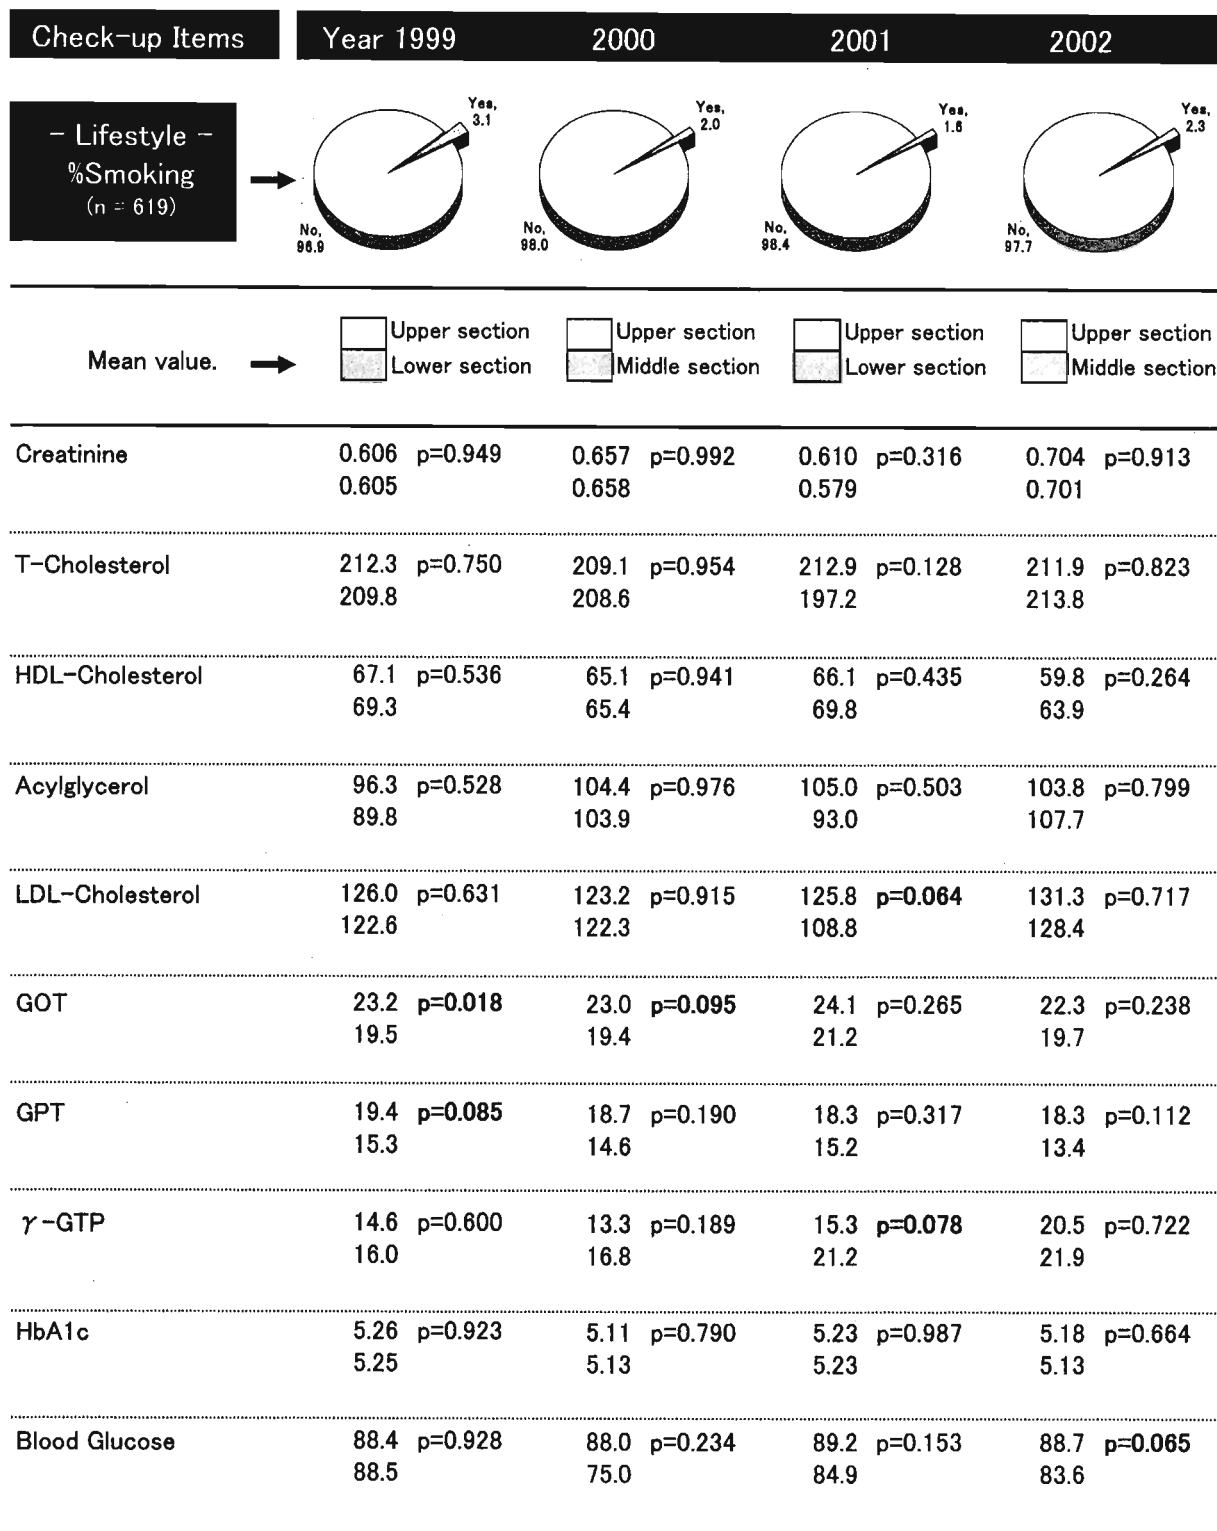 Check-up Items Year 1999 2000 2001 2002
Yes, 3.1 Yes, 2.0 Yes, 1.6 Yes, 2.3
- Lifestyle -
%Smoking
(n = 619)
No, 96.9 No, 98.0 No, 98.4 No, 97.7
Upper section Upper section Upper section Upper section
Mean value. Lower section Middle section Lower section Middle section
Creatinine 0.606 p=0.949 0.657 p=0.992 0.610 p=0.316 0.704 p=0.913
0.605 0.658 0.579 0.701
T-Cholesterol 212.3 p=0.750 209.1 p=0.954 212.9 p=0.128 211.9 p=0.823
209.8 208.6 197.2 213.8
HDL-Cholesterol 67.1 p=0.536 65.1 p=0.941 66.1 p=0.435 59.8 p=0.264
69.3 65.4 69.8 63.9
Acylglycerol 96.3 p=0.528 104.4 p=0.976 105.0 p=0.503 103.8 p=0.799
89.8 103.9 93.0 107.7
LDL-Cholesterol 126.0 p=0.631 123.2 p=0.915 125.8 p=0.064 131.3 p=0.717
122.6 122.3 108.8 128.4
GOT 23.2 p=0.018 23.0 p=0.095 24.1 p=0.265 22.3 p=0.238
19.5 19.4 21.2 19.7
GPT 19.4 p=0.085 18.7 p=0.190 18.3 p=0.317 18.3 p=0.112
15.3 14.6 15.2 13.4
γ-GTP 14.6 p=0.600 13.3 p=0.189 15.3 p=0.078 20.5 p=0.722
16.0 16.8 21.2 21.9
HbA1c 5.26 p=0.923 5.11 p=0.790 5.23 p=0.987 5.18 p=0.664
5.25 5.13 5.23 5.13
Blood Glucose 88.4 p=0.928 88.0 p=0.234 89.2 p=0.153 88.7 p=0.065
88.5 75.0 84.9 83.6